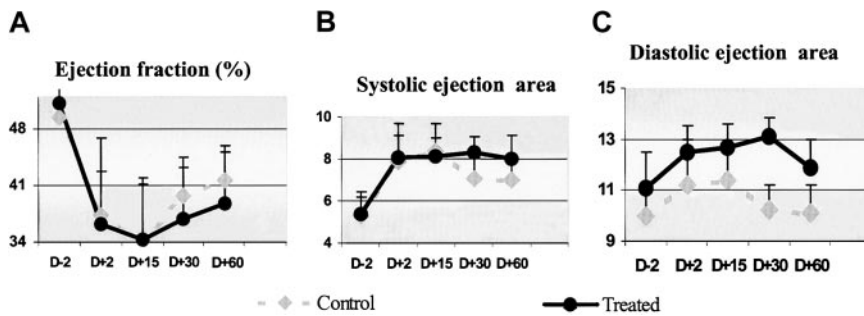 A
B
C
Ejection fraction (%)
Systolic ejection area
Diastolic ejection area
48
41
34
D-2 D+2 D+15 D+30 D+60
10
8
6
4
D-2 D+2 D+15 D+30 D+60
15
13
11
9
D-2 D+2 D+15 D+30 D+60
Control
Treated